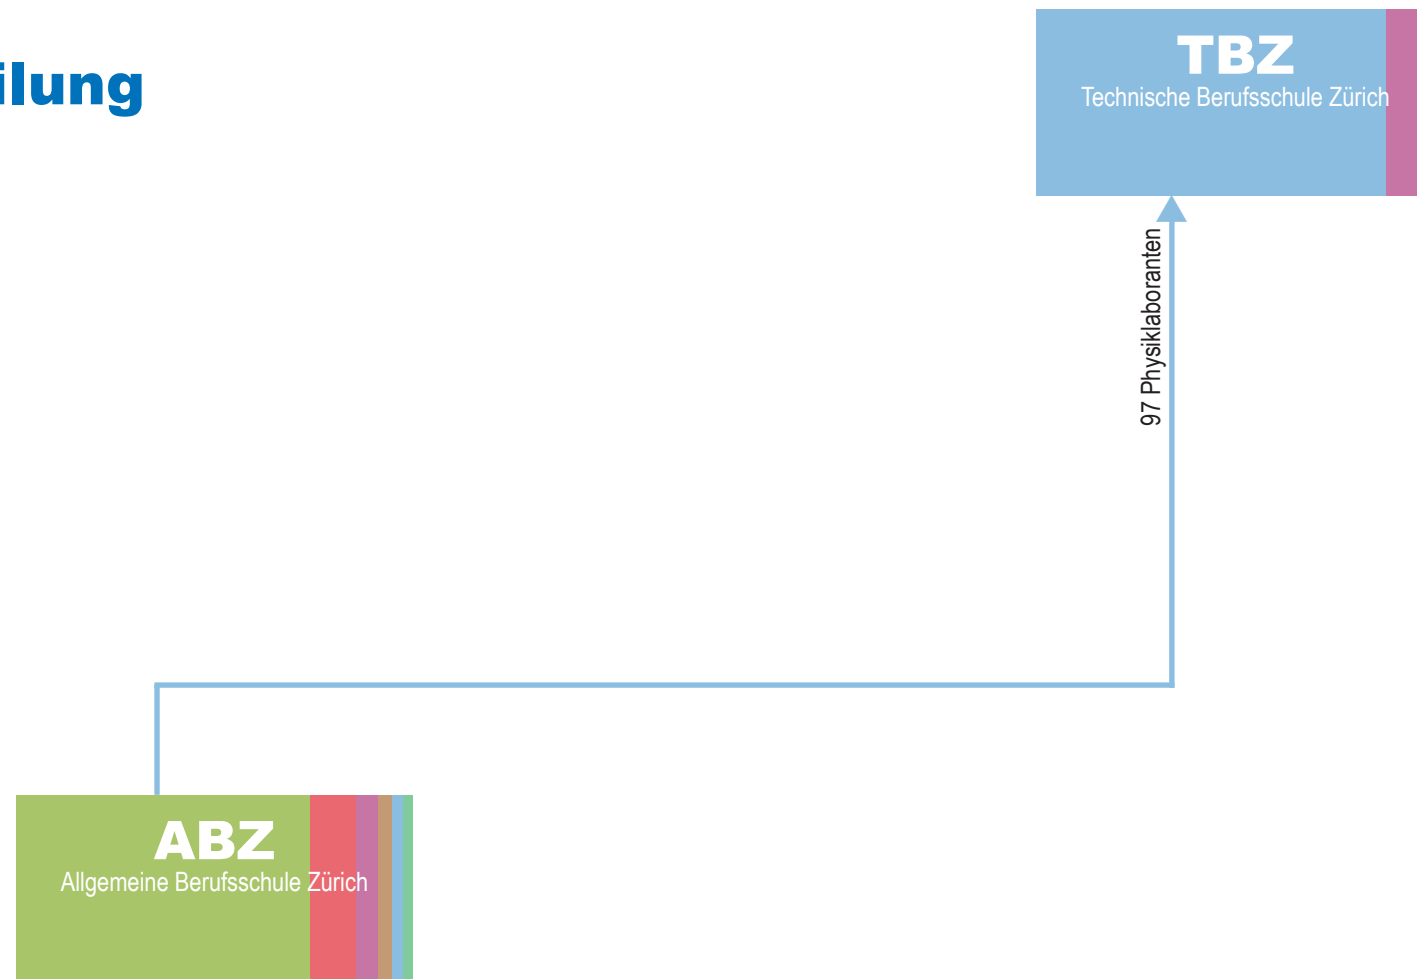 ilung
TBZ
Technische Berufsschule Zürich
97 Physiklaboranten
ABZ
Allgemeine Berufsschule Zürich